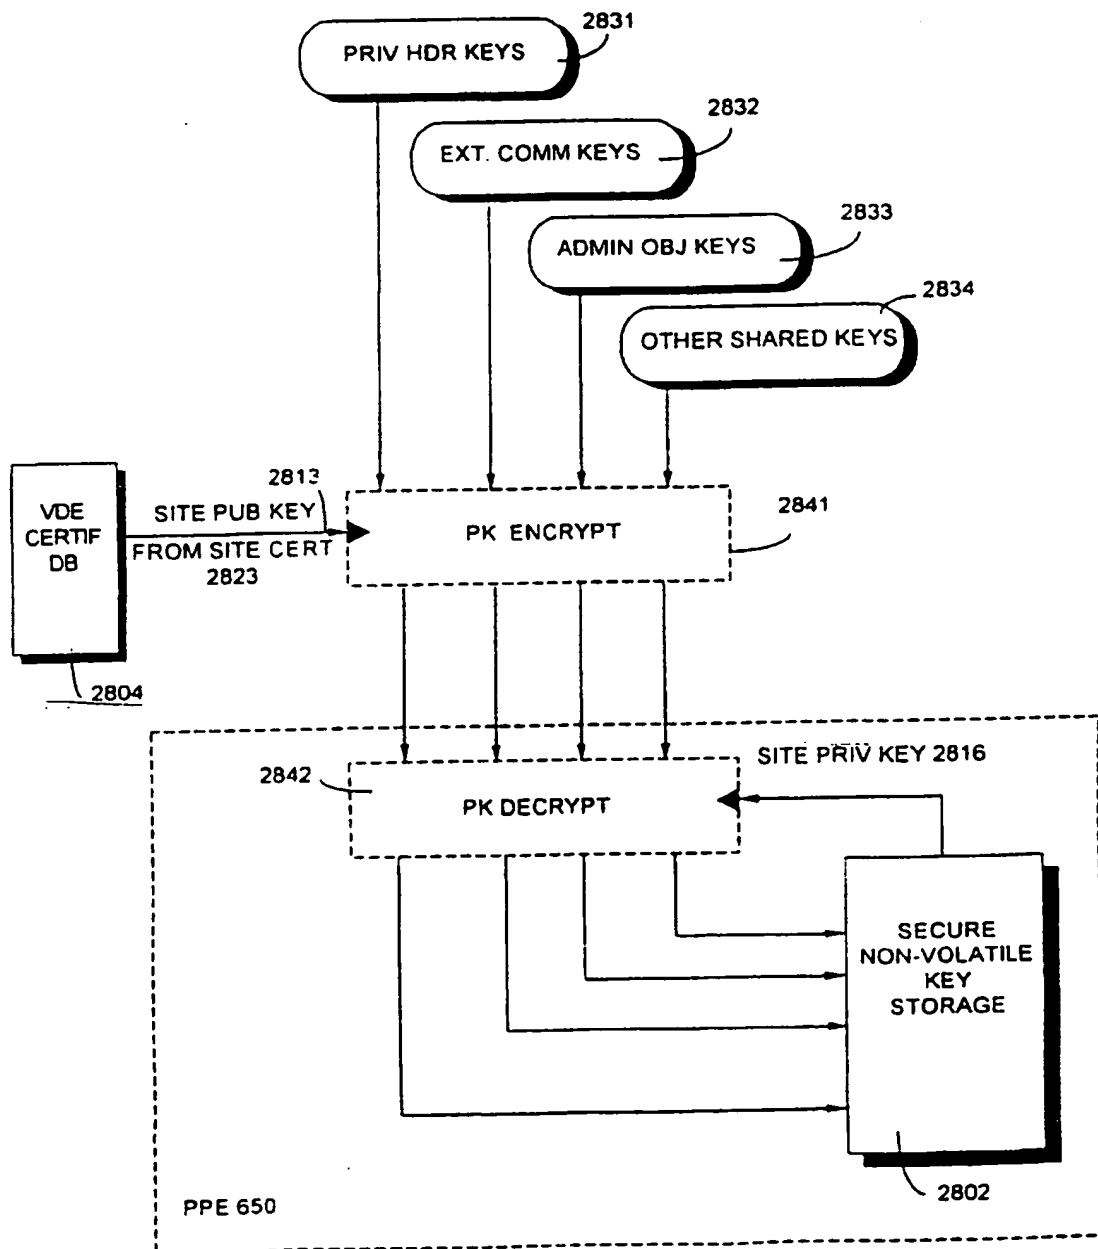 2831
PRIV HDR KEYS
2832
EXT. COMM KEYS
2833
ADMIN OBJ KEYS
2834
OTHER SHARED KEYS
VDE
CERTIF
DB
2813
SITE PUB KEY
FROM SITE CERT
2823
PK ENCRYPT
2841
2804
2842
PK DECRYPT
SITE PRIV KEY 2816
SECURE
NON-VOLATILE
KEY
STORAGE
2802
PPE 650